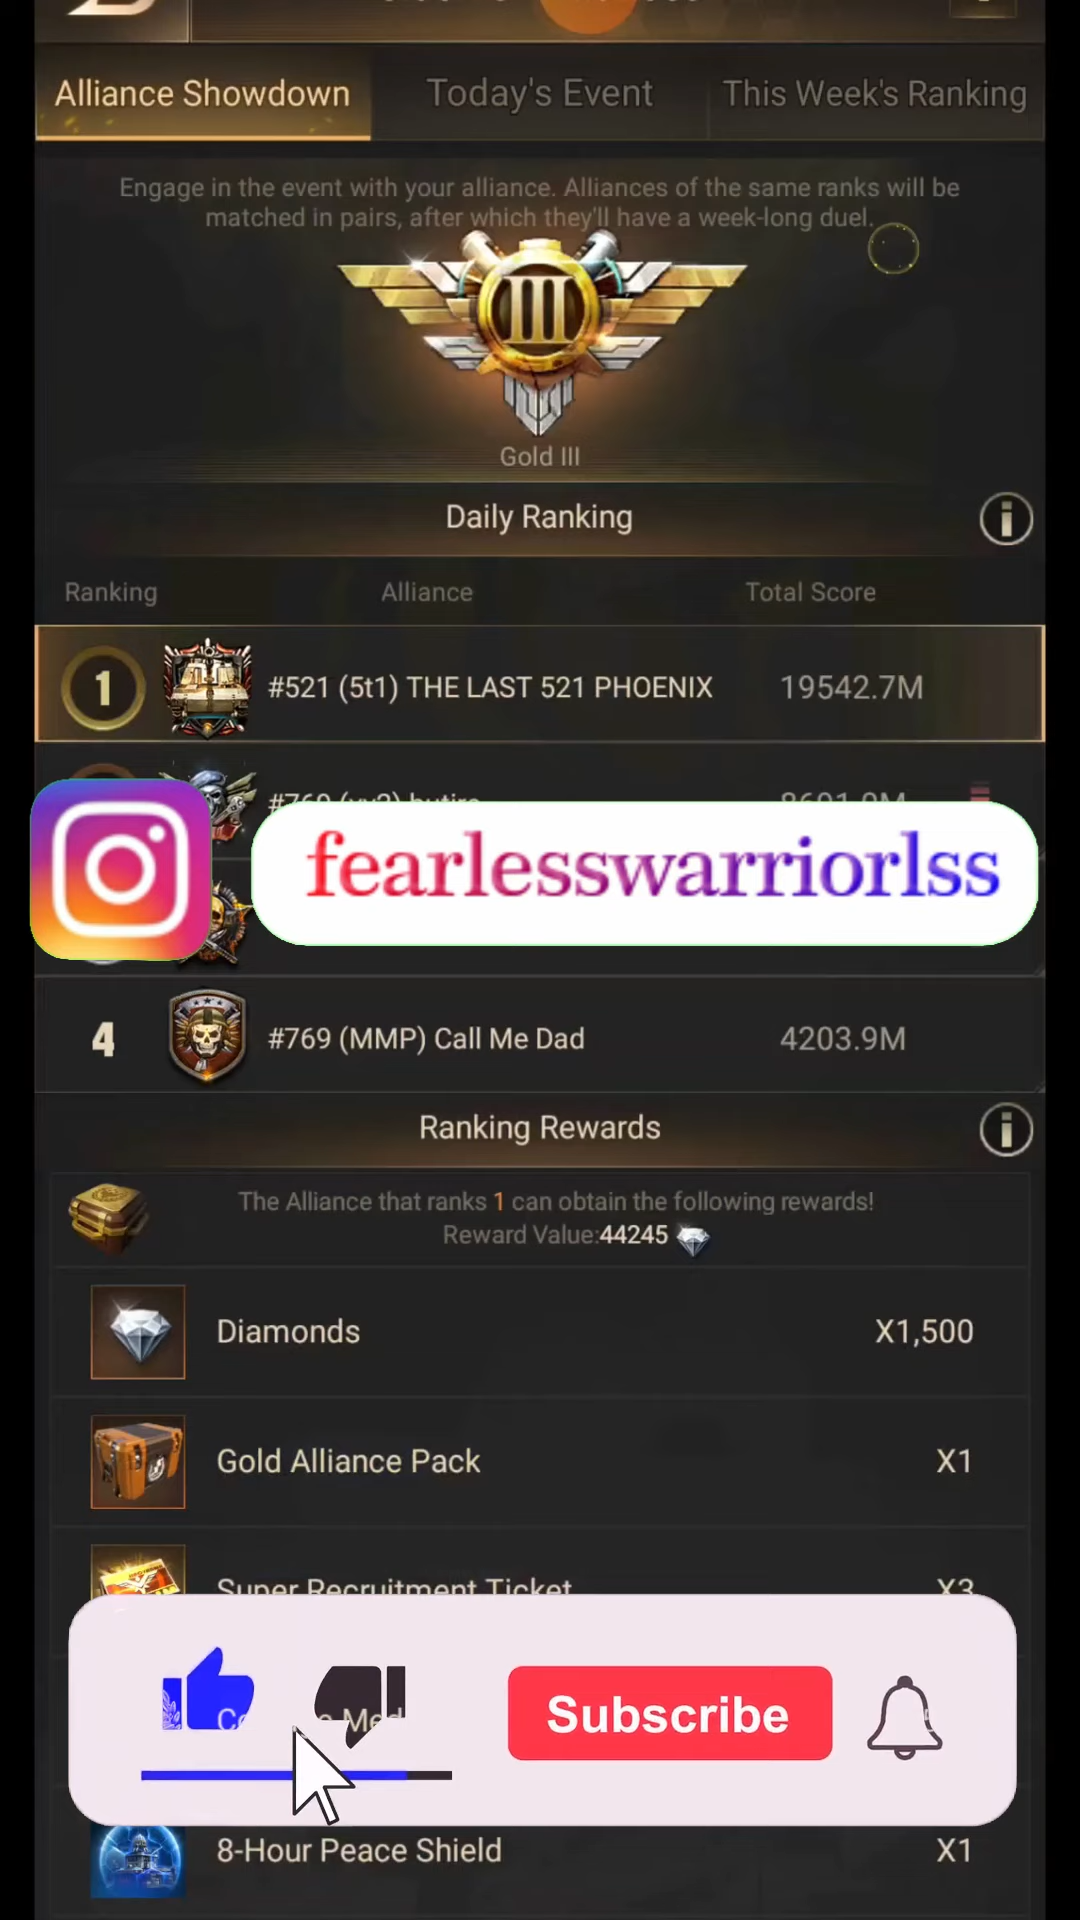 Alliance Showdown
Today's Event
This Week's Ranking
Engage in the event with your alliance. Alliances of the same ranks will be
matched in pairs, after which they'll have a week-long duel.
III
Gold III
Daily Ranking
Ranking Alliance Total Score
1 #521 (5t1) THE LAST 521 PHOENIX 19542.7M
fearlesswarriorlss
4 #769 (MMP) Call Me Dad 4203.9M
Ranking Rewards
The Alliance that ranks 1 can obtain the following rewards!
Reward Value:44245
Diamonds X1,500
Gold Alliance Pack X1
Super Recruitment Ticket X3
Subscribe
8-Hour Peace Shield X1